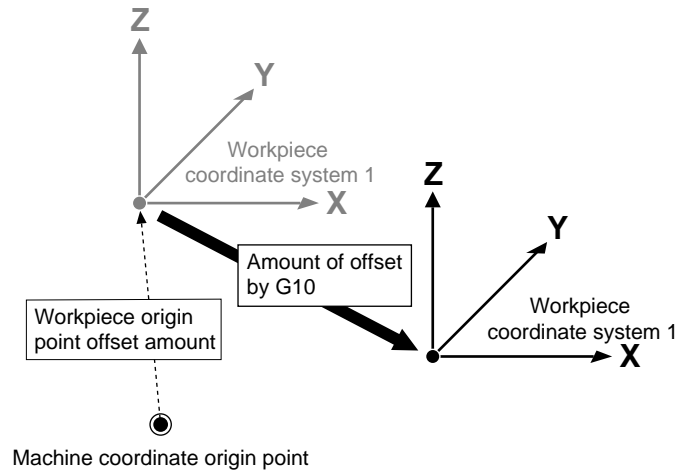 Z
Y
Workpiece
coordinate system 1
X
Z
Y
Amount of offset
by G10
Workpiece origin
point offset amount
Workpiece
coordinate system 1
X
Machine coordinate origin point